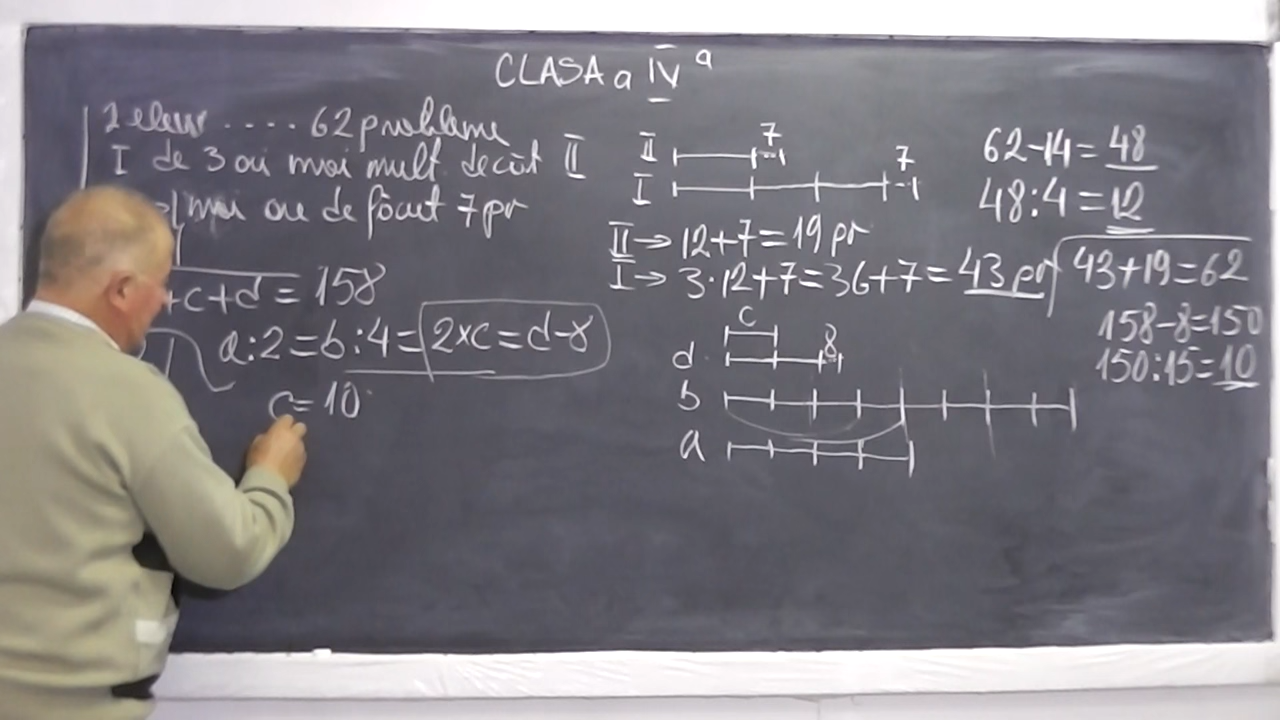 CLASA a IV a
2 elevi .... 62 probleme
I de 3 ori mai mult decât II
mai are de făcut 7 pr
+c+d=158
a:2=b:4=2×c=d-8
c=10
II 7
I 7
62-14=48
48:4=12
II→12+7=19 pr
I→3·12+7=36+7=43 pr
43+19=62
158-8=150
150:15=10
c
d 8
b
a